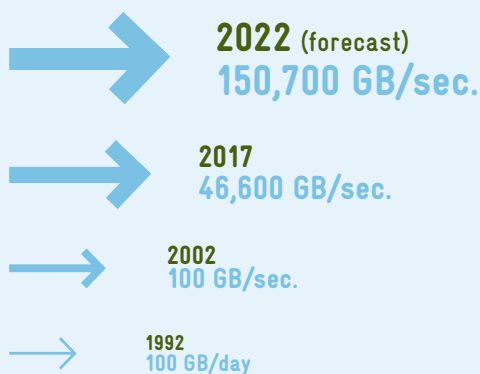 2022 (forecast)
150,700 GB/sec.
2017
46,600 GB/sec.
2002
100 GB/sec.
1992
100 GB/day